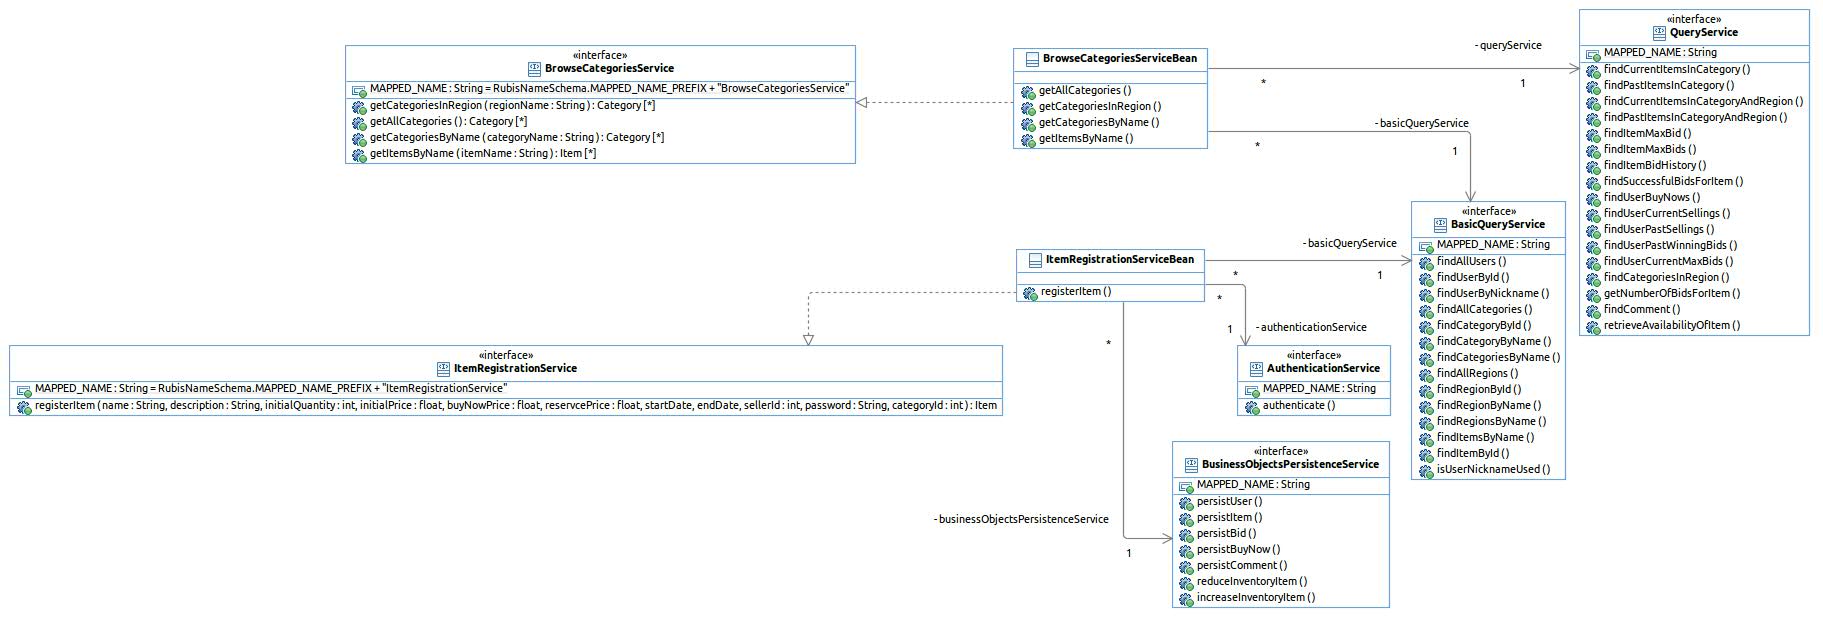 «interface»
BrowseCategoriesService
MAPPED_NAME : String = RubisNameSchema.MAPPED_NAME_PREFIX + "BrowseCategoriesService"
getCategoriesInRegion ( regionName : String ) : Category [*]
getAllCategories ( ) : Category [*]
getCategoriesByName ( categoryName : String ) : Category [*]
getItemsByName ( itemName : String ) : Item [*]
BrowseCategoriesServiceBean
getAllCategories ( )
getCategoriesInRegion ( )
getCategoriesByName ( )
getItemsByName ( )
- queryService
*
1
- basicQueryService
*
1
«interface»
QueryService
MAPPED_NAME : String
findCurrentItemsInCategory ( )
findPastItemsInCategory ( )
findCurrentItemsInCategoryAndRegion ( )
findPastItemsInCategoryAndRegion ( )
findItemMaxBid ( )
findItemMaxBids ( )
findItemBidHistory ( )
findSuccessfulBidsForItem ( )
findUserBuyNows ( )
findUserCurrentSellings ( )
findUserPastSellings ( )
findUserPastWinningBids ( )
findUserCurrentMaxBids ( )
findCategoriesInRegion ( )
getNumberOfBidsForItem ( )
findComment ( )
retrieveAvailabilityOfItem ( )
«interface»
BasicQueryService
MAPPED_NAME : String
findAllUsers ( )
findUserById ( )
findUserByNickname ( )
findAllCategories ( )
findCategoryById ( )
findCategoryByName ( )
findCategoriesByName ( )
findAllRegions ( )
findRegionById ( )
findRegionByName ( )
findRegionsByName ( )
findItemsByName ( )
findItemById ( )
isUserNicknameUsed ( )
ItemRegistrationServiceBean
registerItem ( )
- basicQueryService
*
1
*
1
- authenticationService
*
1
- businessObjectsPersistenceService
«interface»
ItemRegistrationService
MAPPED_NAME : String = RubisNameSchema.MAPPED_NAME_PREFIX + "ItemRegistrationService"
registerItem ( name : String, description : String, initialQuantity : int, initialPrice : float, buyNowPrice : float, reservcePrice : float, startDate, endDate, sellerId : int, password : String, categoryId : int ) : Item
«interface»
AuthenticationService
MAPPED_NAME : String
authenticate ( )
«interface»
BusinessObjectsPersistenceService
MAPPED_NAME : String
persistUser ( )
persistItem ( )
persistBid ( )
persistBuyNow ( )
persistComment ( )
reduceInventoryItem ( )
increaseInventoryItem ( )